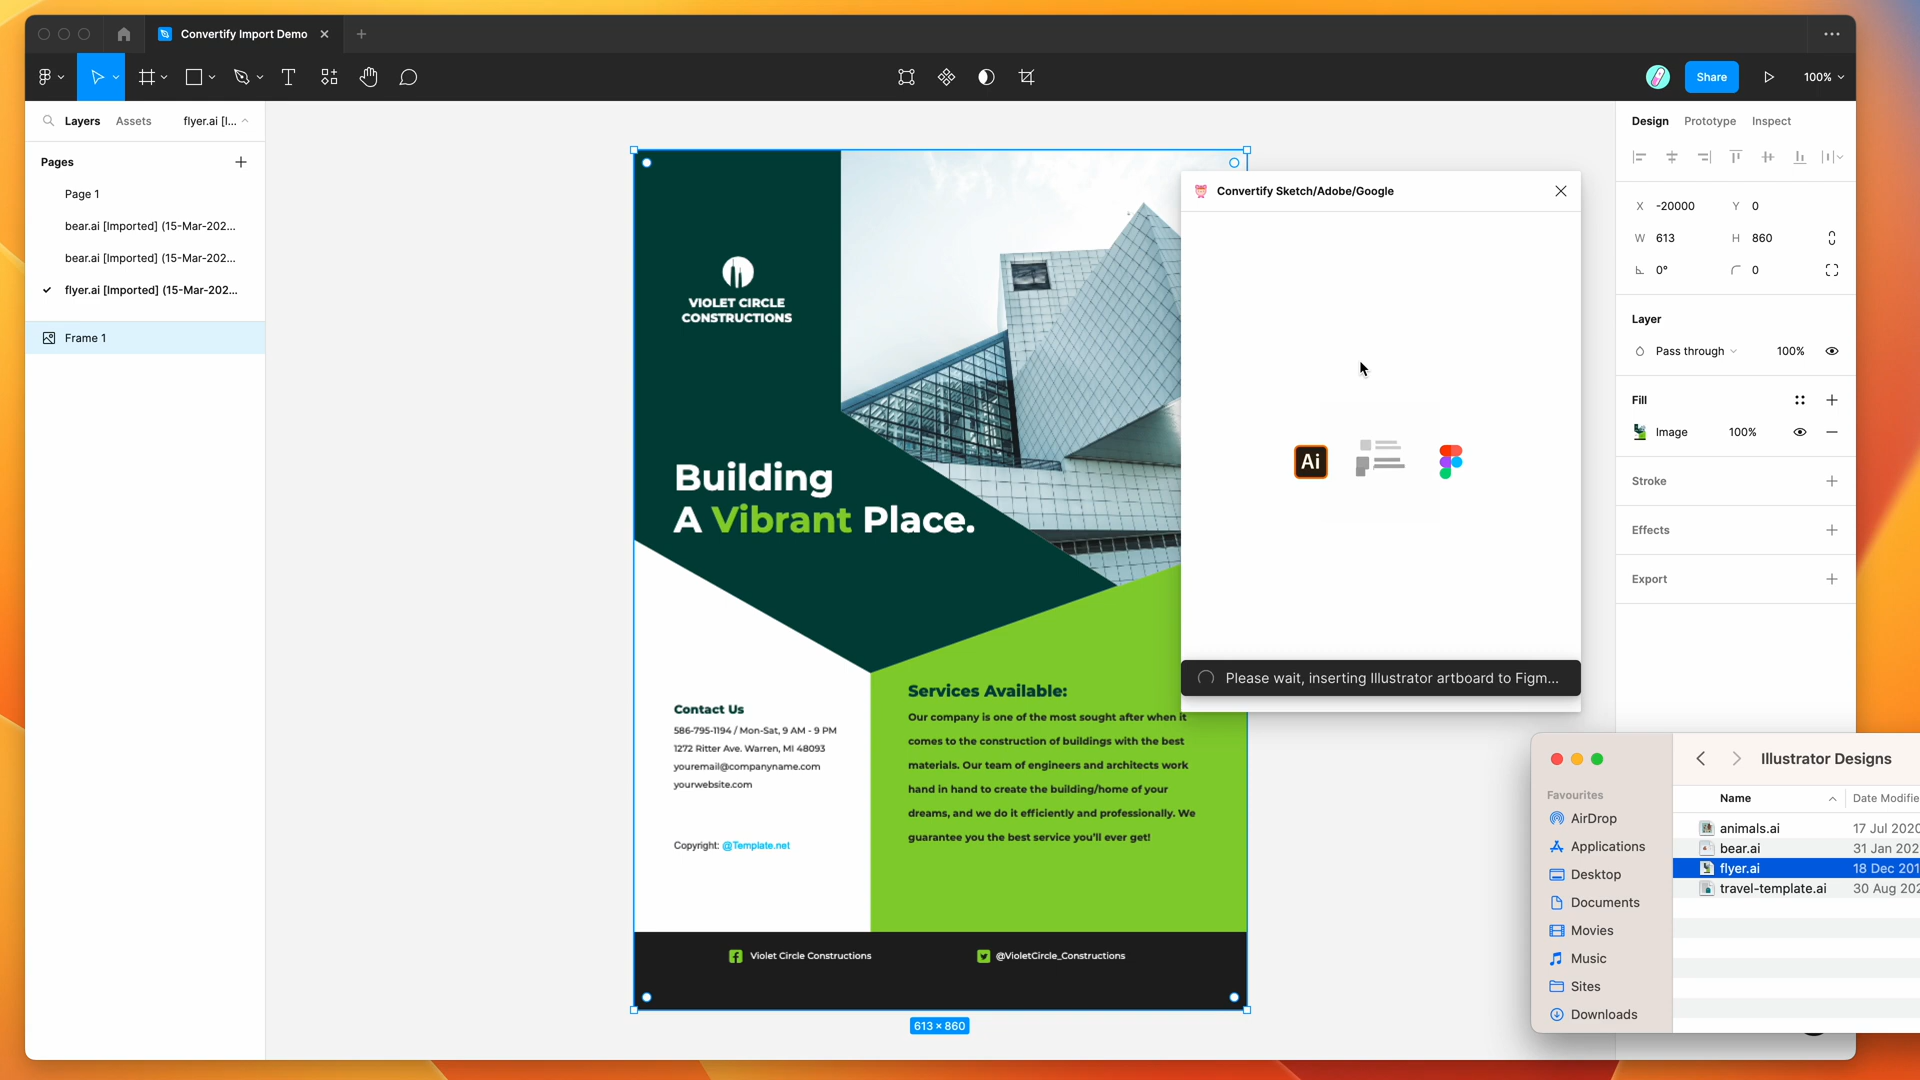 Convertify Import Demo
Share
100%
Layers
Assets
flyer.ai [I...
Pages
Page 1
bear.ai [Imported] (15-Mar-202...
bear.ai [Imported] (15-Mar-202...
flyer.ai [Imported] (15-Mar-202...
Frame 1
VIOLET CIRCLE
CONSTRUCTIONS
Building
A Vibrant Place.
Contact Us
586-795-1194 / Mon-Sat, 9 AM - 9 PM
1272 Ritter Ave. Warren, MI 48093
youremail@companyname.com
yourwebsite.com
Copyright: @Template.net
Services Available:
Our company is one of the most sought after when it
comes to the construction of buildings with the best
materials. Our team of engineers and architects work
hand in hand to create the building/home of your
dreams, and we do it efficiently and professionally. We
guarantee you the best service you'll ever get!
Violet Circle Constructions
@VioletCircle_Constructions
613 × 860
Convertify Sketch/Adobe/Google
Ai
Please wait, inserting Illustrator artboard to Figm...
Design
Prototype
Inspect
X -20000 Y 0
W 613 H 860
0° 0
Layer
Pass through 100%
Fill
Image 100%
Stroke
Effects
Export
Illustrator Designs
Favourites
AirDrop
Applications
Desktop
Documents
Movies
Music
Sites
Downloads
Name Date Modifie
animals.ai 17 Jul 2020
bear.ai 31 Jan 202
flyer.ai 18 Dec 201
travel-template.ai 30 Aug 202